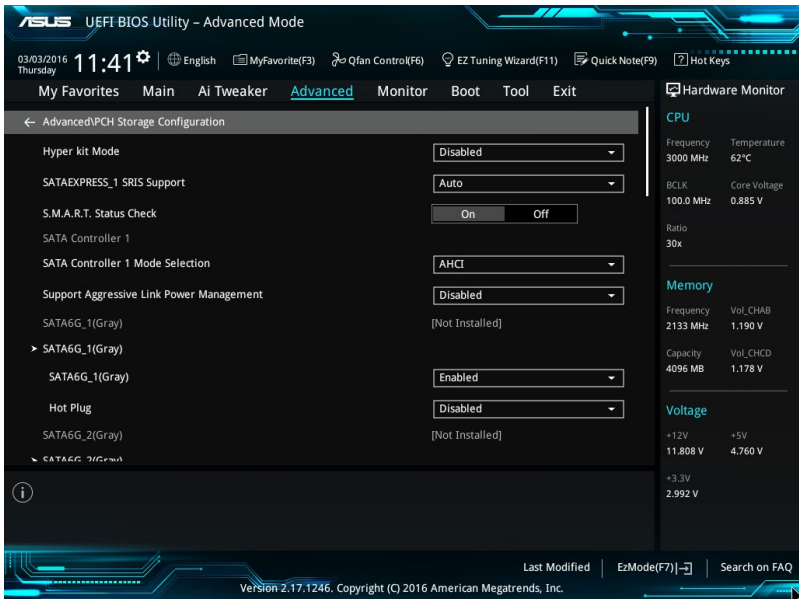 ASUS UEFI BIOS Utility – Advanced Mode
03/03/2016 Thursday 11:41 English MyFavorite(F3) Qfan Control(F6) EZ Tuning Wizard(F11) Quick Note(F9) ? Hot Keys
My Favorites Main Ai Tweaker Advanced Monitor Boot Tool Exit
← Advanced\PCH Storage Configuration
Hyper kit Mode Disabled
SATAEXPRESS_1 SRIS Support Auto
S.M.A.R.T. Status Check On Off
SATA Controller 1
SATA Controller 1 Mode Selection AHCI
Support Aggressive Link Power Management Disabled
SATA6G_1(Gray) [Not Installed]
> SATA6G_1(Gray)
SATA6G_1(Gray) Enabled
Hot Plug Disabled
SATA6G_2(Gray) [Not Installed]
> SATA6G_2(Gray)
Hardware Monitor
CPU
Frequency Temperature
3000 MHz 62°C
BCLK Core Voltage
100.0 MHz 0.885 V
Ratio
30x
Memory
Frequency Vol_CHAB
2133 MHz 1.190 V
Capacity Vol_CHCD
4096 MB 1.178 V
Voltage
+12V +5V
11.808 V 4.760 V
+3.3V
2.992 V
Last Modified EzMode(F7) Search on FAQ
Version 2.17.1246. Copyright (C) 2016 American Megatrends, Inc.